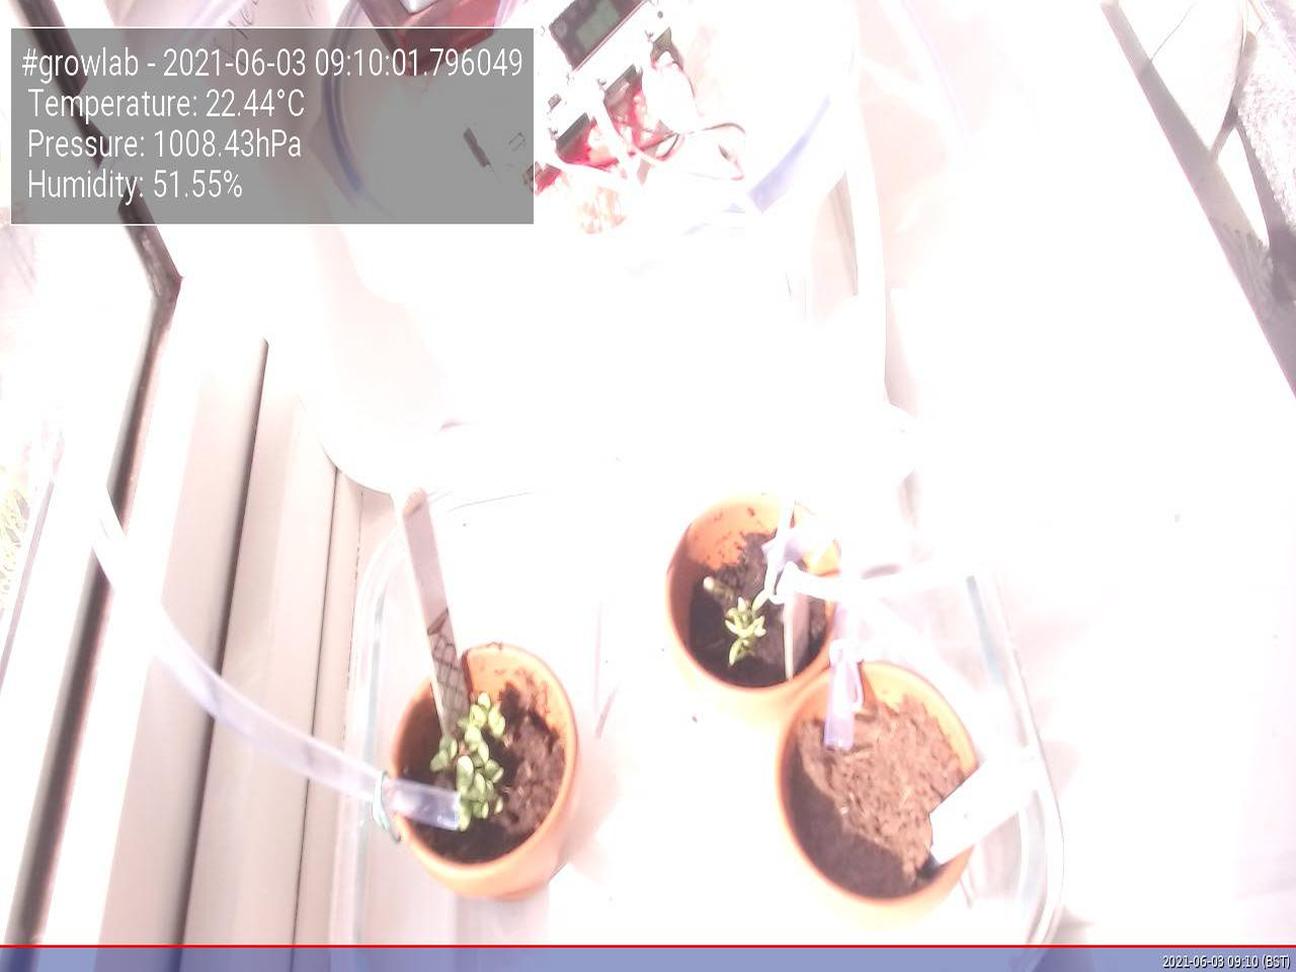 #growlab - 2021-06-03 09:10:01.796049
Temperature: 22.44°C
Pressure: 1008.43hPa
Humidity: 51.55%
2021-06-03 09:10 (BST)